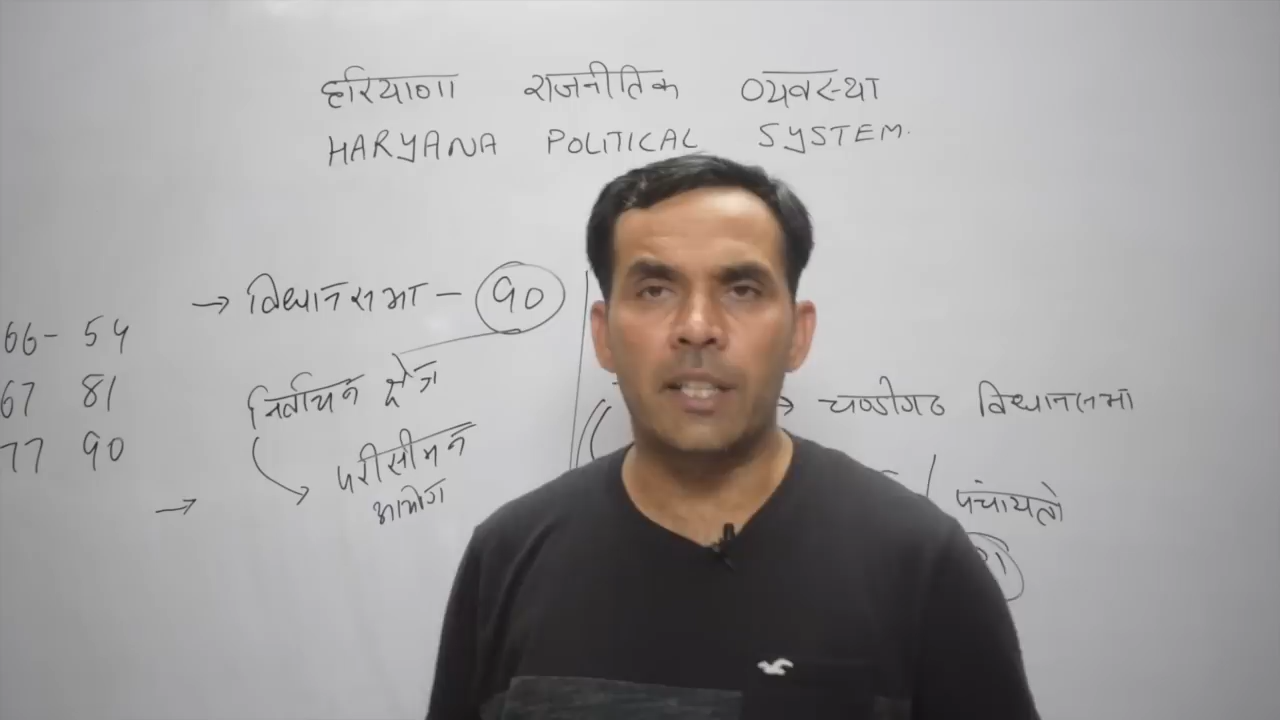 हरियाणा राजनीतिक व्यवस्था
HARYANA POLITICAL SYSTEM.
→ विधानसभा – 90
66 - 54
67 81
77 90
निर्वाचन क्षेत्र
→ परीसीमन
आयोग
→
→ चण्डीगढ विधानसभा
पंचायतो